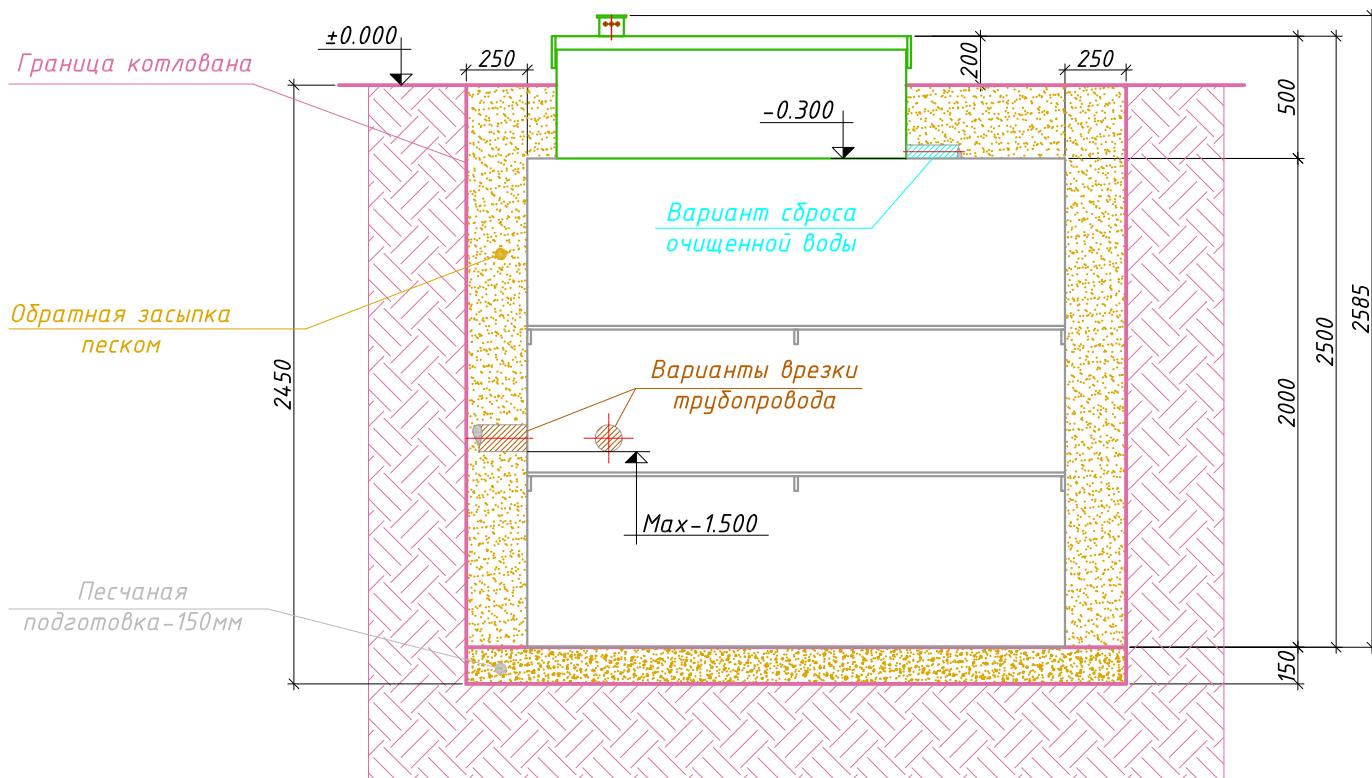 ±0.000
Граница котлована
250
200
250
500
-0.300
Вариант сброса
очищенной воды
2585
2500
Обратная засыпка
песком
2450
Варианты врезки
трубопровода
2000
Max-1.500
Песчаная
подготовка-150мм
150